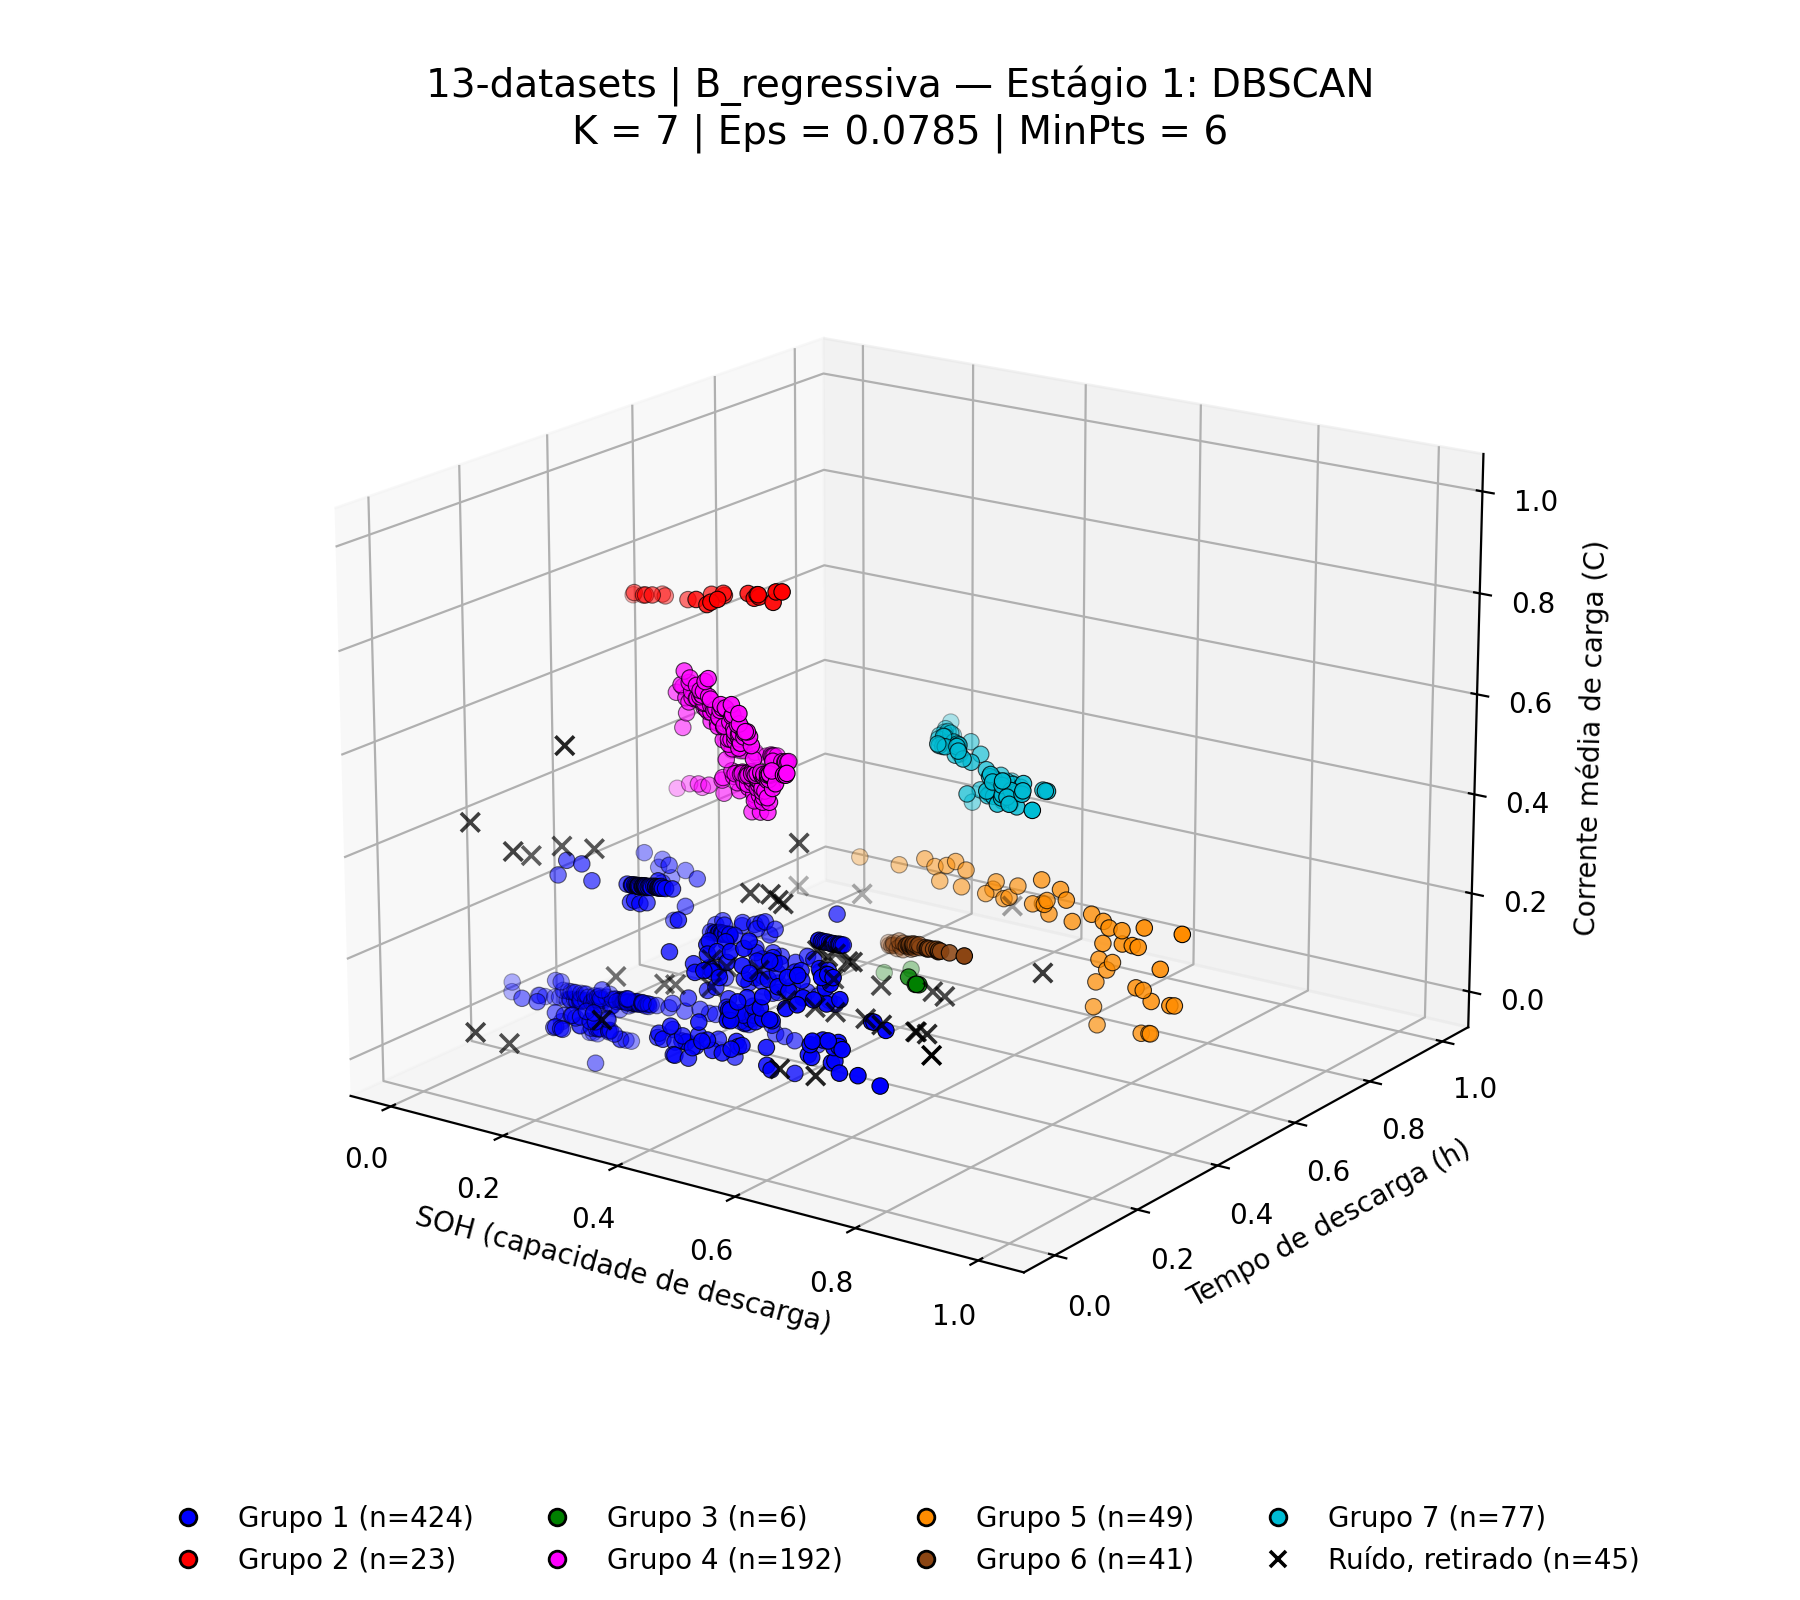 13-datasets | B_regressiva — Estágio 1: DBSCAN
K = 7 | Eps = 0.0785 | MinPts = 6
1.0
0.8
0.6
0.4
0.2
0.0
Corrente média de carga (C)
0.0
0.2
0.4
0.6
0.8
1.0
SOH (capacidade de descarga)
0.0
0.2
0.4
0.6
0.8
1.0
Tempo de descarga (h)
Grupo 1 (n=424)
Grupo 2 (n=23)
Grupo 3 (n=6)
Grupo 4 (n=192)
Grupo 5 (n=49)
Grupo 6 (n=41)
Grupo 7 (n=77)
Ruído, retirado (n=45)